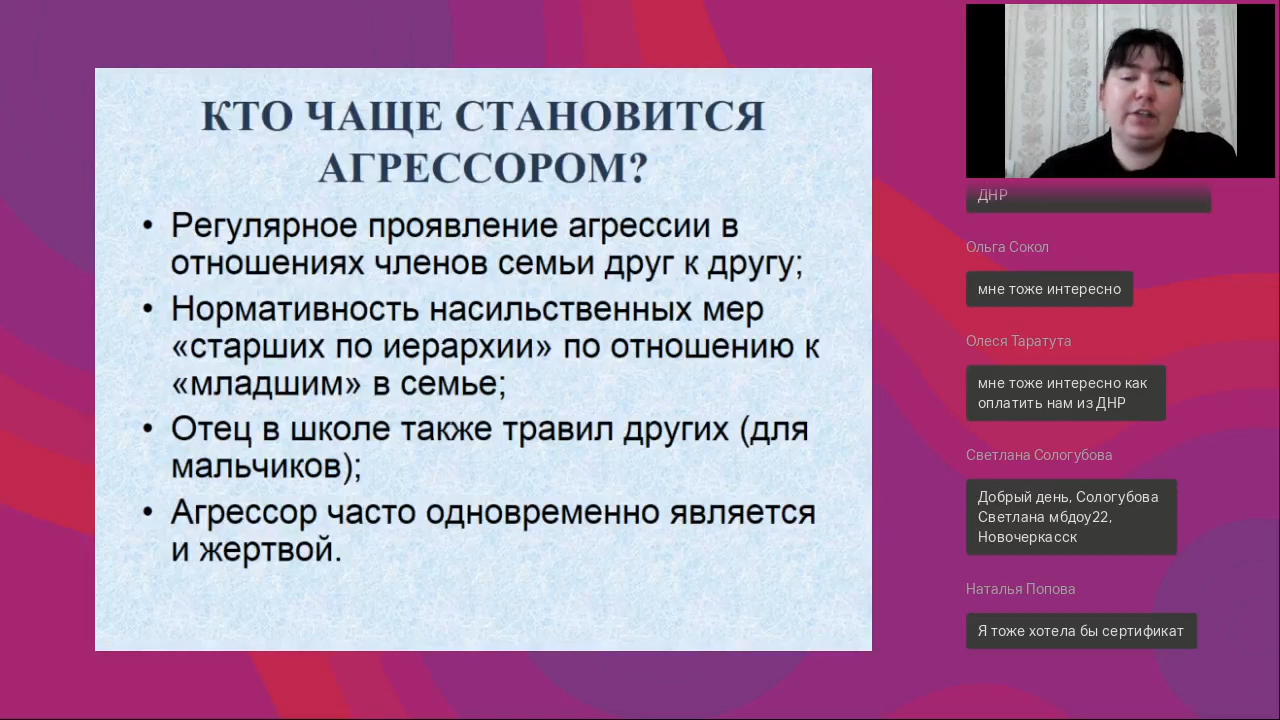 КТО ЧАЩЕ СТАНОВИТСЯ
АГРЕССОРОМ?
• Регулярное проявление агрессии в
отношениях членов семьи друг к другу;
• Нормативность насильственных мер
«старших по иерархии» по отношению к
«младшим» в семье;
• Отец в школе также травил других (для
мальчиков);
• Агрессор часто одновременно является
и жертвой.
ДНР
Ольга Сокол
мне тоже интересно
Олеся Таратута
мне тоже интересно как
оплатить нам из ДНР
Светлана Сологубова
Добрый день, Сологубова
Светлана мбдоу22,
Новочеркасск
Наталья Попова
Я тоже хотела бы сертификат